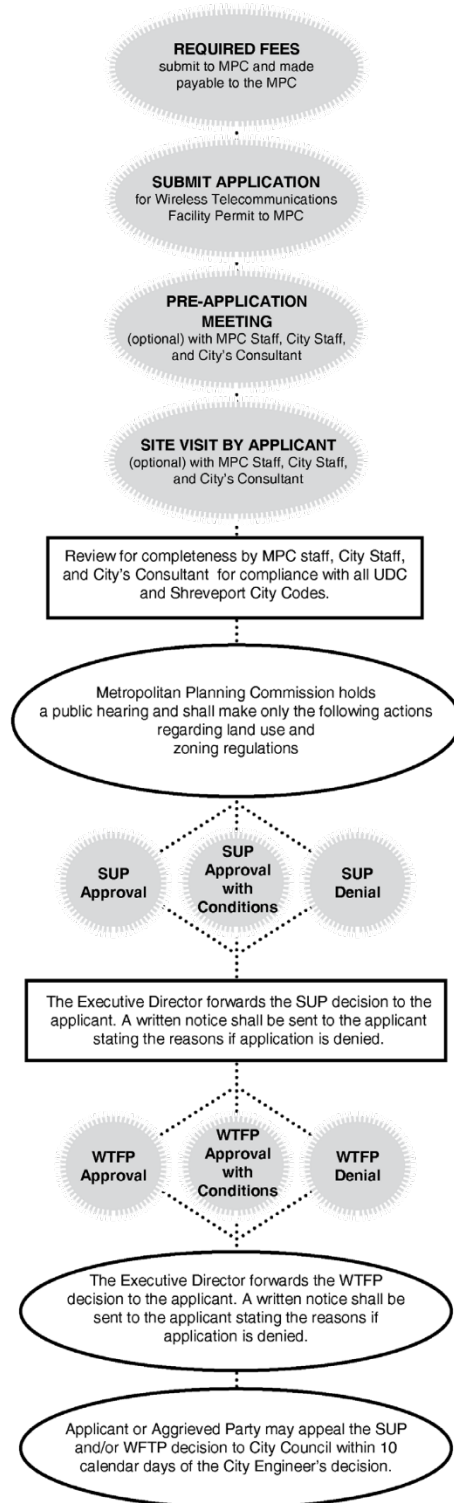 REQUIRED FEES
submit to MPC and made
payable to the MPC
SUBMIT APPLICATION
for Wireless Telecommunications
Facility Permit to MPC
PRE-APPLICATION
MEETING
(optional) with MPC Staff, City Staff,
and City's Consultant
SITE VISIT BY APPLICANT
(optional) with MPC Staff, City Staff,
and City's Consultant
Review for completeness by MPC staff, City Staff,
and City's Consultant for compliance with all UDC
and Shreveport City Codes.
Metropolitan Planning Commission holds
a public hearing and shall make only the following actions
regarding land use and
zoning regulations
SUP
Approval
SUP
Approval
with
Conditions
SUP
Denial
The Executive Director forwards the SUP decision to the
applicant. A written notice shall be sent to the applicant
stating the reasons if application is denied.
WTFP
Approval
WTFP
Approval
with
Conditions
WTFP
Denial
The Executive Director forwards the WTFP
decision to the applicant. A written notice shall be
sent to the applicant stating the reasons if
application is denied.
Applicant or Aggrieved Party may appeal the SUP
and/or WFTP decision to City Council within 10
calendar days of the City Engineer's decision.